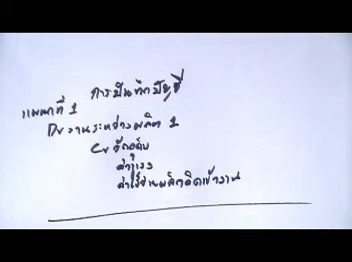 การบันทึกบัญชี
แผนกที่ 1
Dr งานระหว่างผลิต 1
Cr วัตถุดิบ
ค่าแรง
ค่าใช้จ่ายผลิตคิดเข้างาน